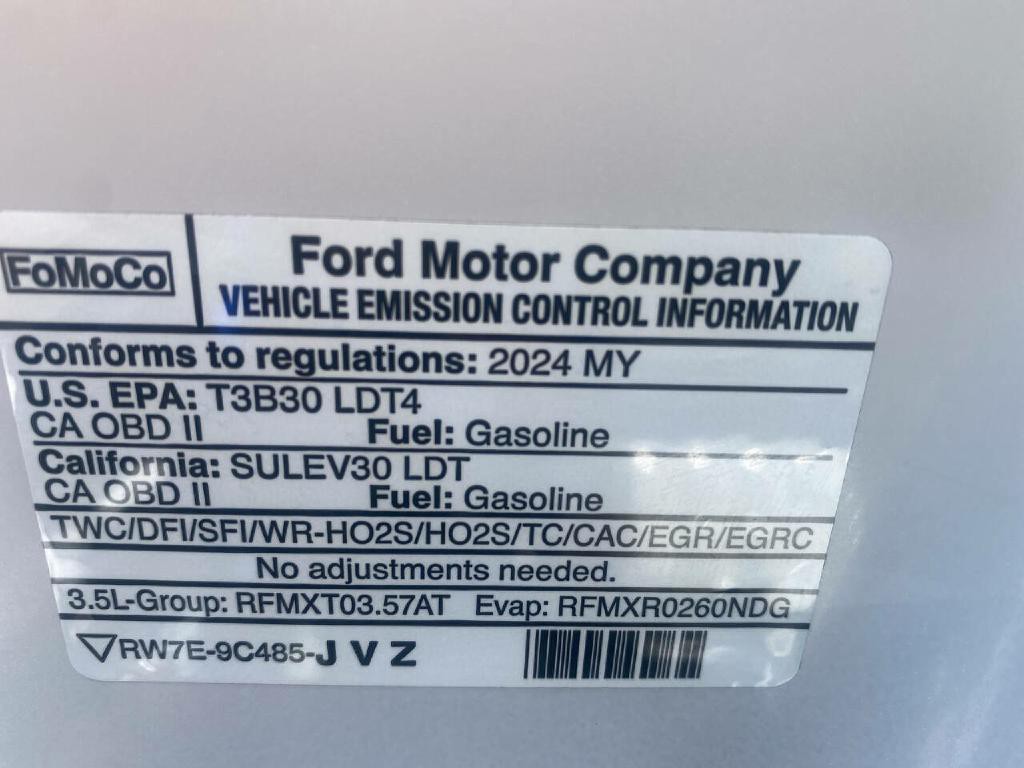 FoMoCo
Ford Motor Company
VEHICLE EMISSION CONTROL INFORMATION
Conforms to regulations: 2024 MY
U.S. EPA: T3B30 LDT4
CA OBD II Fuel: Gasoline
California: SULEV30 LDT
CA OBD II Fuel: Gasoline
TWC/DFI/SFI/WR-HO2S/HO2S/TC/CAC/EGR/EGRC
No adjustments needed.
3.5L-Group: RFMXT03.57AT Evap: RFMXR0260NDG
RW7E-9C485-J V Z